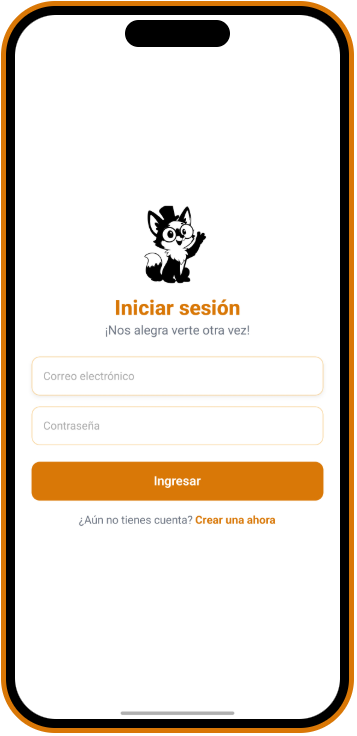 Iniciar sesión
¡Nos alegra verte otra vez!
Correo electrónico
Contraseña
Ingresar
¿Aún no tienes cuenta? Crear una ahora